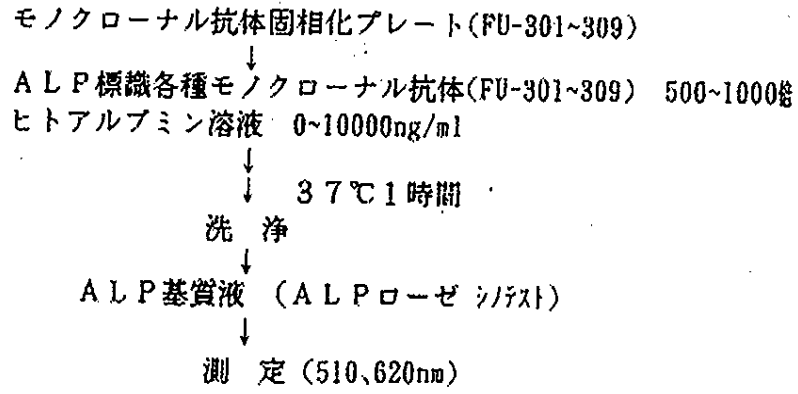 モノクローナル抗体固相化プレート(FU-301~309)
↓
ALP標識各種モノクローナル抗体(FU-301~309) 500~1000倍
ヒトアルブミン溶液 0~10000ng/ml
↓
↓ 37℃1時間
洗 浄
↓
ALP基質液 (ALPローゼ シノテスト)
↓
測 定 (510、620nm)